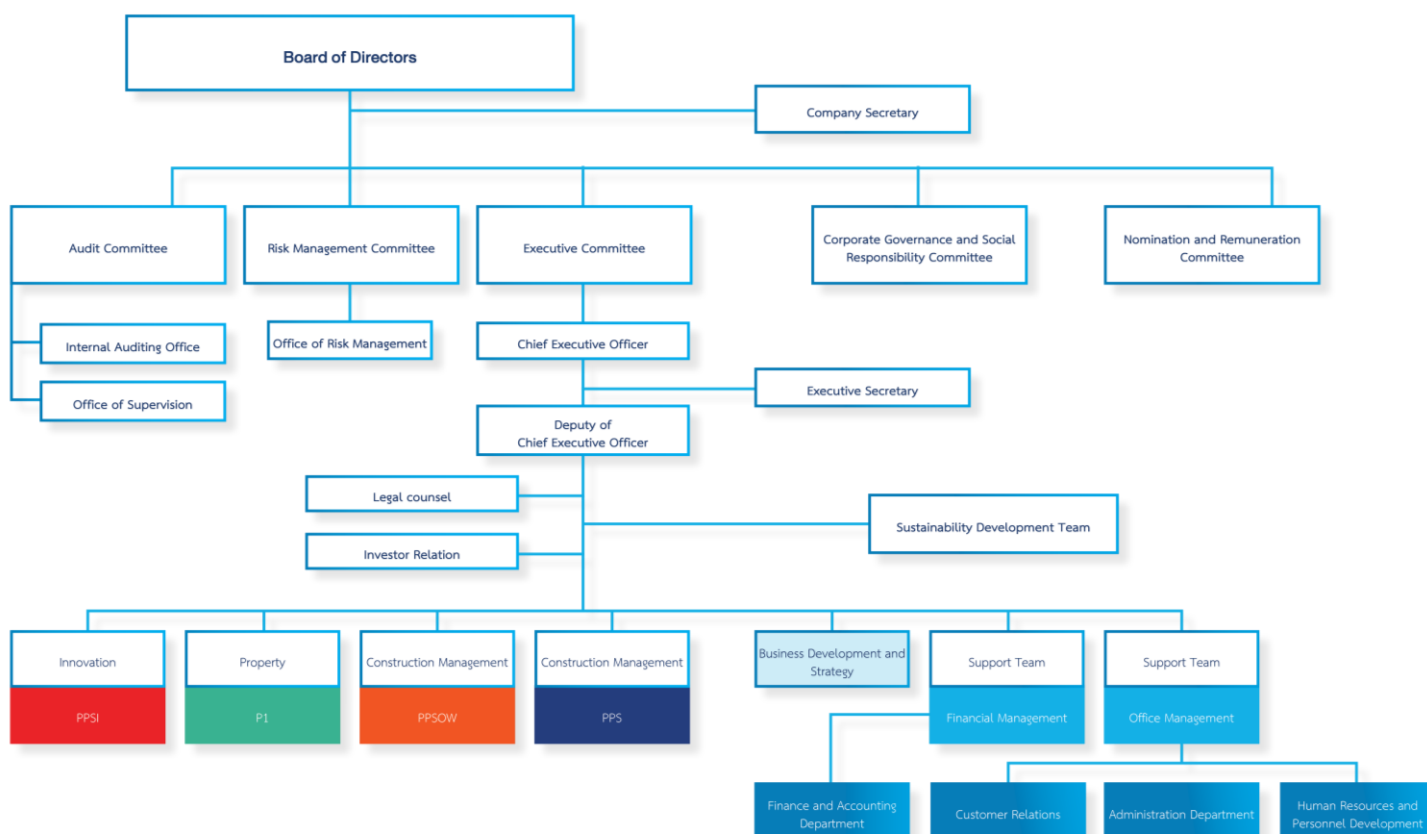 Board of Directors
Company Secretary
Audit Committee
Risk Management Committee
Executive Committee
Corporate Governance and Social
Responsibility Committee
Nomination and Remuneration
Committee
Internal Auditing Office
Office of Risk Management
Chief Executive Officer
Office of Supervision
Executive Secretary
Deputy of
Chief Executive Officer
Legal counsel
Sustainability Development Team
Investor Relation
Innovation
Property
Construction Management
Construction Management
Business Development and
Strategy
Support Team
Support Team
PPSI
P1
PPSOW
PPS
Financial Management
Office Management
Finance and Accounting
Department
Customer Relations
Administration Department
Human Resources and
Personnel Development